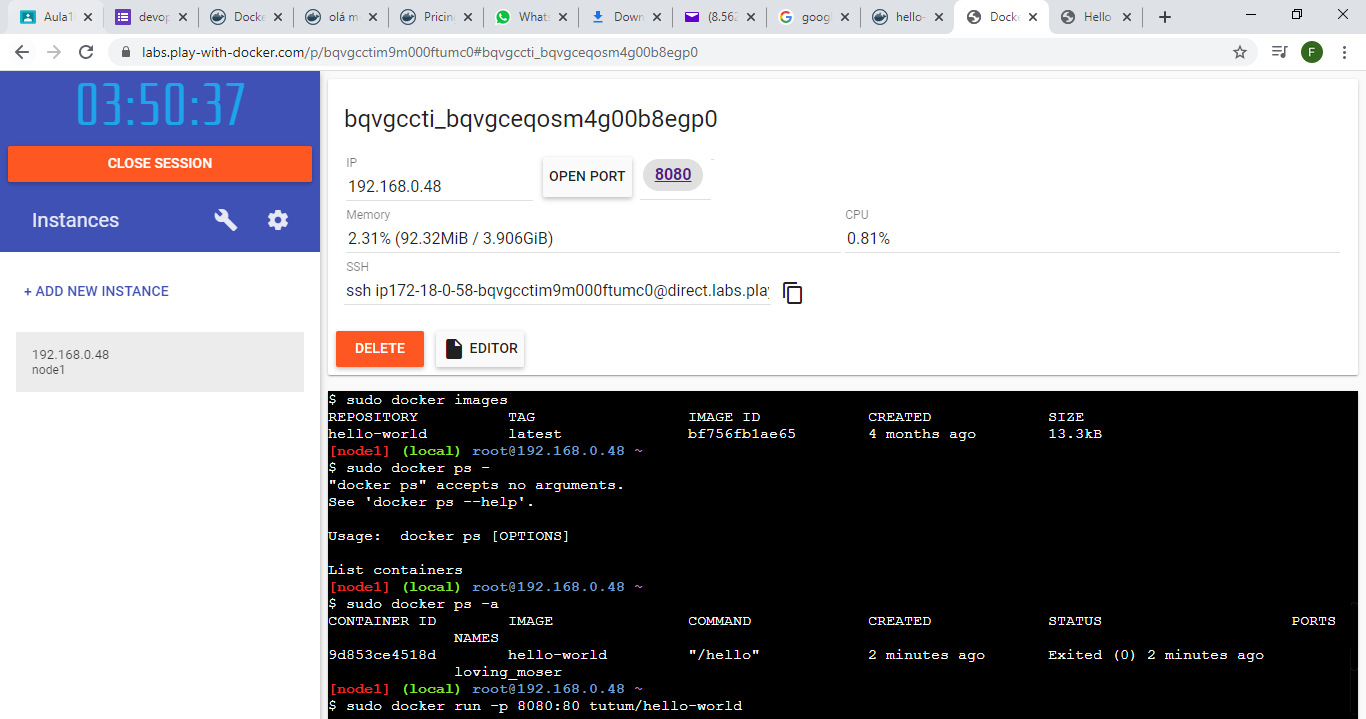 Aula1
devop
Docke
olá m
Pricin
Whats
Down
(8.562
googl
hello-
Docke
Hello
labs.play-with-docker.com/p/bqvgcctim9m000ftumc0#bqvgccti_bqvgceqosm4g00b8egp0
F
03:50:37
CLOSE SESSION
Instances
+ ADD NEW INSTANCE
192.168.0.48
node1
bqvgccti_bqvgceqosm4g00b8egp0
IP
192.168.0.48
OPEN PORT
8080
Memory
2.31% (92.32MiB / 3.906GiB)
CPU
0.81%
SSH
ssh ip172-18-0-58-bqvgcctim9m000ftumc0@direct.labs.play
DELETE
EDITOR
$ sudo docker images
REPOSITORY TAG IMAGE ID CREATED SIZE
hello-world latest bf756fb1ae65 4 months ago 13.3kB
[node1] (local) root@192.168.0.48 ~
$ sudo docker ps -
"docker ps" accepts no arguments.
See 'docker ps --help'.
Usage:  docker ps [OPTIONS]
List containers
[node1] (local) root@192.168.0.48 ~
$ sudo docker ps -a
CONTAINER ID IMAGE COMMAND CREATED STATUS PORTS
NAMES
9d853ce4518d hello-world "/hello" 2 minutes ago Exited (0) 2 minutes ago
loving_moser
[node1] (local) root@192.168.0.48 ~
$ sudo docker run -p 8080:80 tutum/hello-world